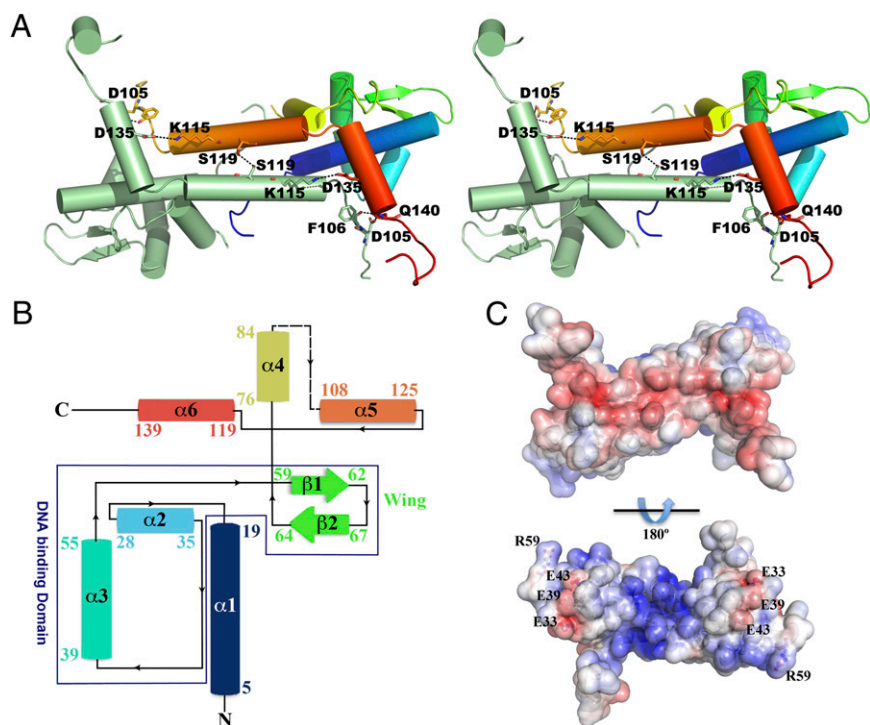 A
D105
D135
K115
S119
S119
K115
D135
Q140
F106
D105
D105
D135
K115
S119
S119
K115
D135
Q140
F106
D105
B
84
α4
76
108 125
α5
C
α6
139 119
DNA binding Domain
59 62
β1
Wing
β2
64 67
α2
28 35
19
α1
5
55
α3
39
N
C
180º
R59
E43
E39
E33
E33
E39
E43
R59